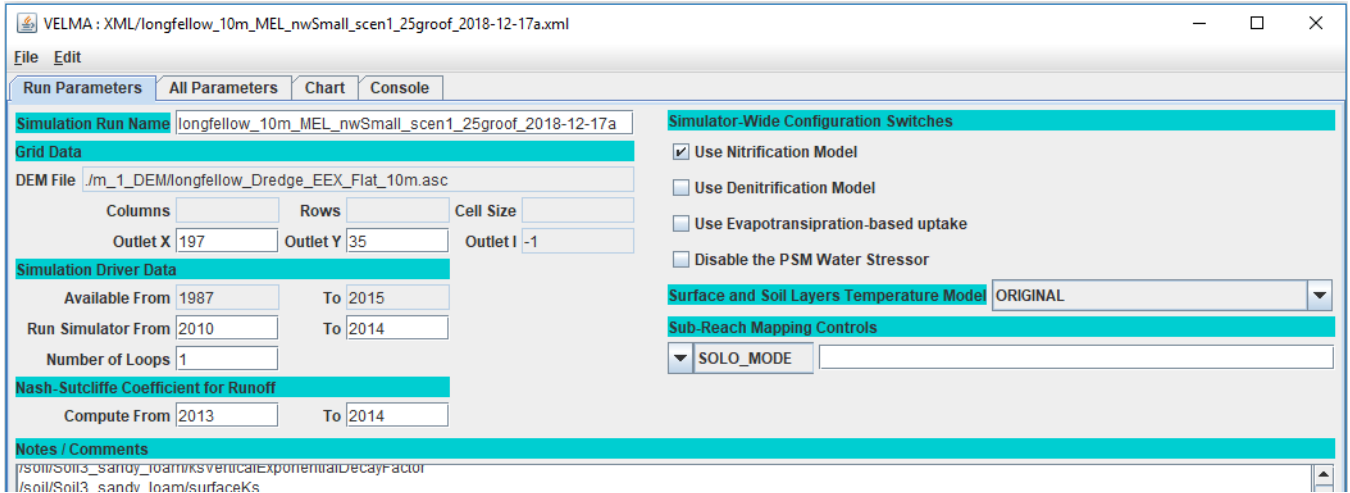 VELMA : XML/longfellow_10m_MEL_nwSmall_scen1_25groof_2018-12-17a.xml
File Edit
Run Parameters All Parameters Chart Console
Simulation Run Name longfellow_10m_MEL_nwSmall_scen1_25groof_2018-12-17a
Grid Data
DEM File ./m_1_DEM/longfellow_Dredge_EEX_Flat_10m.asc
Columns Rows Cell Size
Outlet X 197 Outlet Y 35 Outlet I -1
Simulation Driver Data
Available From 1987 To 2015
Run Simulator From 2010 To 2014
Number of Loops 1
Nash-Sutcliffe Coefficient for Runoff
Compute From 2013 To 2014
Simulator-Wide Configuration Switches
Use Nitrification Model
Use Denitrification Model
Use Evapotransipration-based uptake
Disable the PSM Water Stressor
Surface and Soil Layers Temperature Model ORIGINAL
Sub-Reach Mapping Controls
SOLO_MODE
Notes / Comments
/soil/Soil3_sandy_loam/ksVerticalExponentialDecayFactor
/soil/Soil3_sandy_loam/surfaceKs